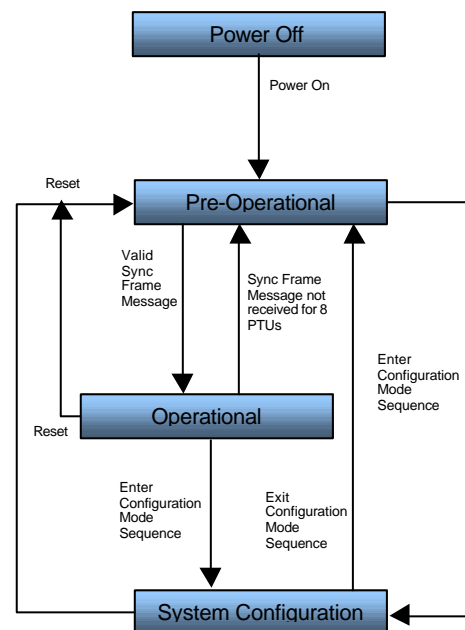 Power Off
Power On
Reset
Pre-Operational
Valid
Sync
Frame
Message
Sync Frame
Message not
received for 8
PTUs
Enter
Configuration
Mode
Sequence
Operational
Reset
Enter
Configuration
Mode
Sequence
Exit
Configuration
Mode
Sequence
System Configuration